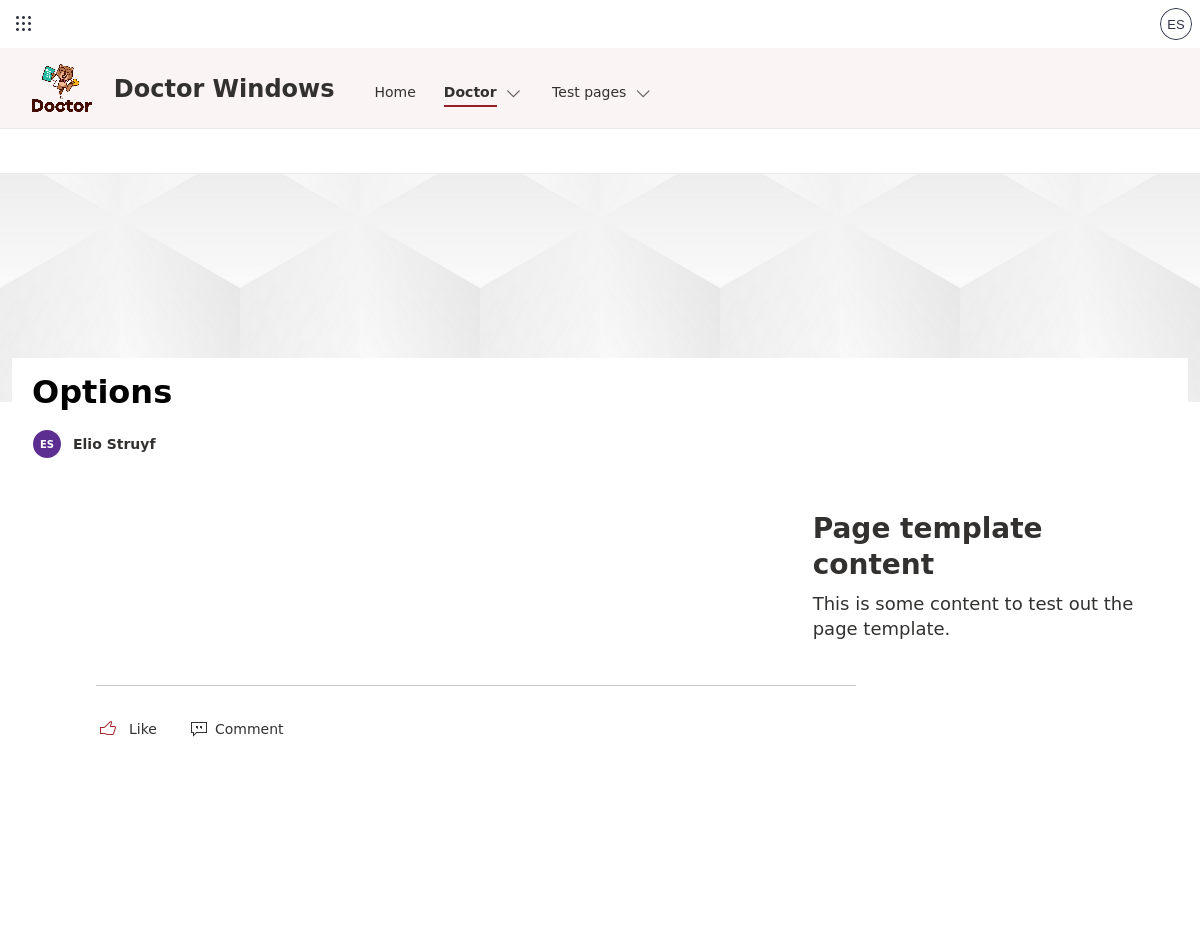 ES
Doctor
Doctor Windows
Home
Doctor
Test pages
Options
ES
Elio Struyf
Page template
content
This is some content to test out the
page template.
Like
Comment